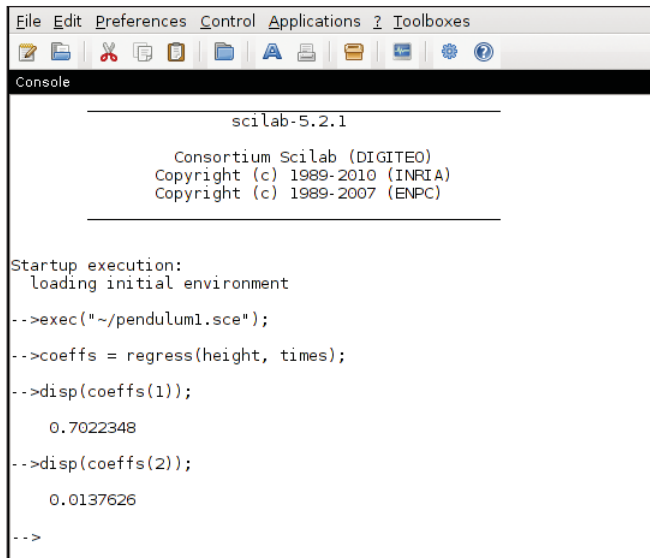 File Edit Preferences Control Applications ? Toolboxes
Console
scilab-5.2.1
Consortium Scilab (DIGITEO)
Copyright (c) 1989-2010 (INRIA)
Copyright (c) 1989-2007 (ENPC)
Startup execution:
loading initial environment
-->exec("~/pendulum1.sce");
-->coeffs = regress(height, times);
-->disp(coeffs(1));
0.7022348
-->disp(coeffs(2));
0.0137626
-->